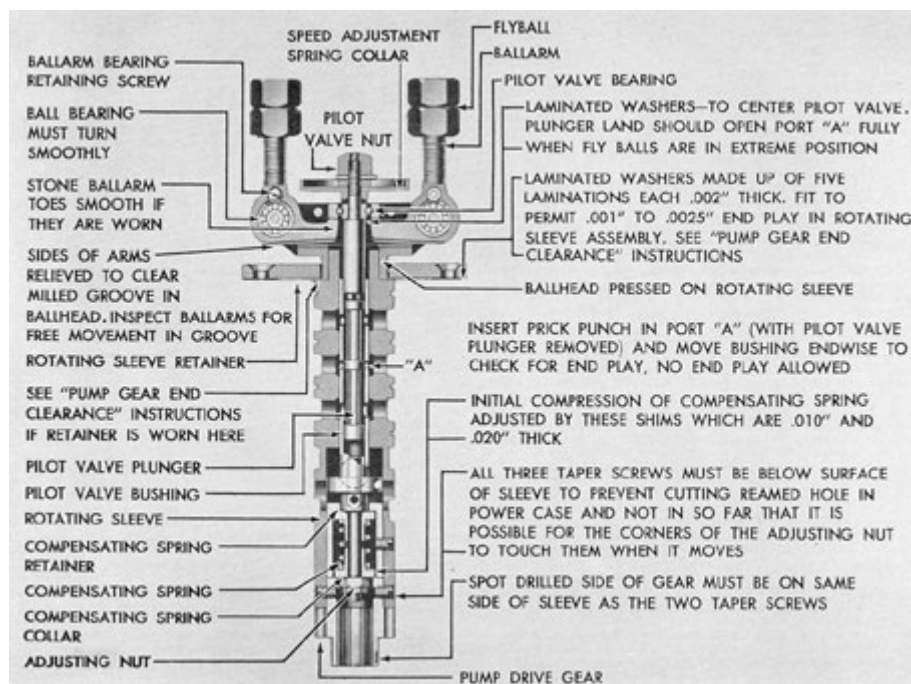 SPEED ADJUSTMENT
SPRING COLLAR
FLYBALL
BALLARM
BALLARM BEARING
RETAINING SCREW
PILOT VALVE BEARING
BALL BEARING
MUST TURN
SMOOTHLY
PILOT
VALVE NUT
LAMINATED WASHERS—TO CENTER PILOT VALVE.
PLUNGER LAND SHOULD OPEN PORT "A" FULLY
WHEN FLY BALLS ARE IN EXTREME POSITION
STONE BALLARM
TOES SMOOTH IF
THEY ARE WORN
LAMINATED WASHERS MADE UP OF FIVE
LAMINATIONS EACH .002" THICK. FIT TO
PERMIT .001" TO .0025" END PLAY IN ROTATING
SLEEVE ASSEMBLY. SEE "PUMP GEAR END
CLEARANCE" INSTRUCTIONS
SIDES OF ARMS
RELIEVED TO CLEAR
MILLED GROOVE IN
BALLHEAD. INSPECT BALLARMS FOR
FREE MOVEMENT IN GROOVE
BALLHEAD PRESSED ON ROTATING SLEEVE
ROTATING SLEEVE RETAINER
"A"
INSERT PRICK PUNCH IN PORT "A" (WITH PILOT VALVE
PLUNGER REMOVED) AND MOVE BUSHING ENDWISE TO
CHECK FOR END PLAY, NO END PLAY ALLOWED
SEE "PUMP GEAR END
CLEARANCE" INSTRUCTIONS
IF RETAINER IS WORN HERE
INITIAL COMPRESSION OF COMPENSATING SPRING
ADJUSTED BY THESE SHIMS WHICH ARE .010" AND
.020" THICK
PILOT VALVE PLUNGER
PILOT VALVE BUSHING
ROTATING SLEEVE
ALL THREE TAPER SCREWS MUST BE BELOW SURFACE
OF SLEEVE TO PREVENT CUTTING REAMED HOLE IN
POWER CASE AND NOT IN SO FAR THAT IT IS
POSSIBLE FOR THE CORNERS OF THE ADJUSTING NUT
TO TOUCH THEM WHEN IT MOVES
COMPENSATING SPRING
RETAINER
COMPENSATING SPRING
COMPENSATING SPRING
COLLAR
ADJUSTING NUT
SPOT DRILLED SIDE OF GEAR MUST BE ON SAME
SIDE OF SLEEVE AS THE TWO TAPER SCREWS
PUMP DRIVE GEAR